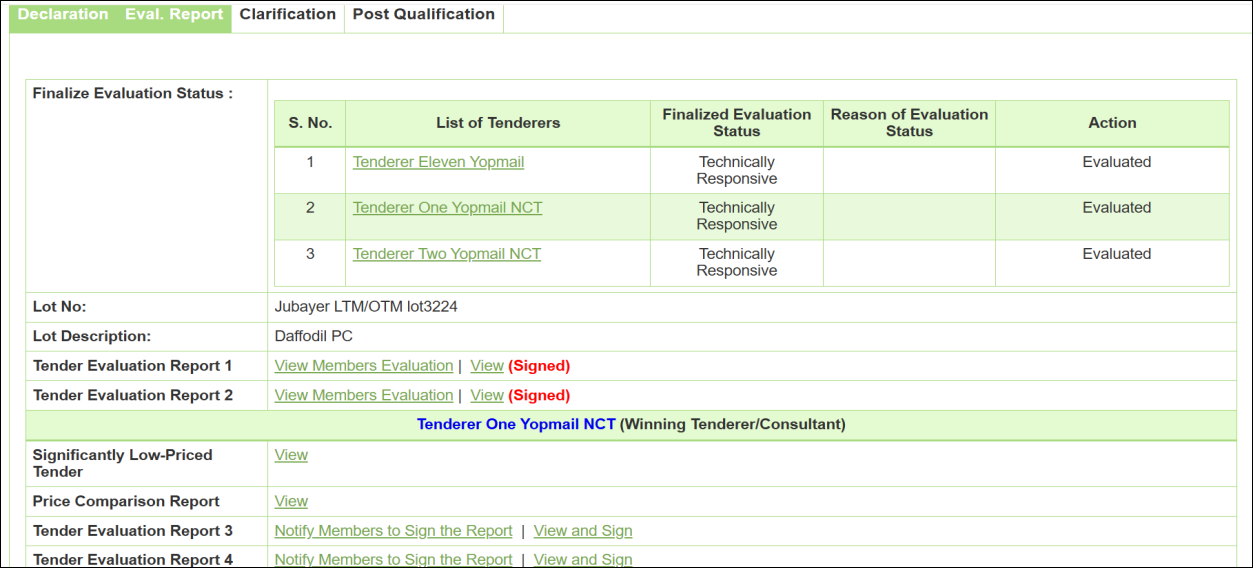 Declaration Eval. Report Clarification Post Qualification
Finalize Evaluation Status :
S. No. List of Tenderers Finalized Evaluation Status Reason of Evaluation Status Action
1 Tenderer Eleven Yopmail Technically Responsive Evaluated
2 Tenderer One Yopmail NCT Technically Responsive Evaluated
3 Tenderer Two Yopmail NCT Technically Responsive Evaluated
Lot No: Jubayer LTM/OTM lot3224
Lot Description: Daffodil PC
Tender Evaluation Report 1 View Members Evaluation | View (Signed)
Tender Evaluation Report 2 View Members Evaluation | View (Signed)
Tenderer One Yopmail NCT (Winning Tenderer/Consultant)
Significantly Low-Priced Tender View
Price Comparison Report View
Tender Evaluation Report 3 Notify Members to Sign the Report | View and Sign
Tender Evaluation Report 4 Notify Members to Sign the Report | View and Sign